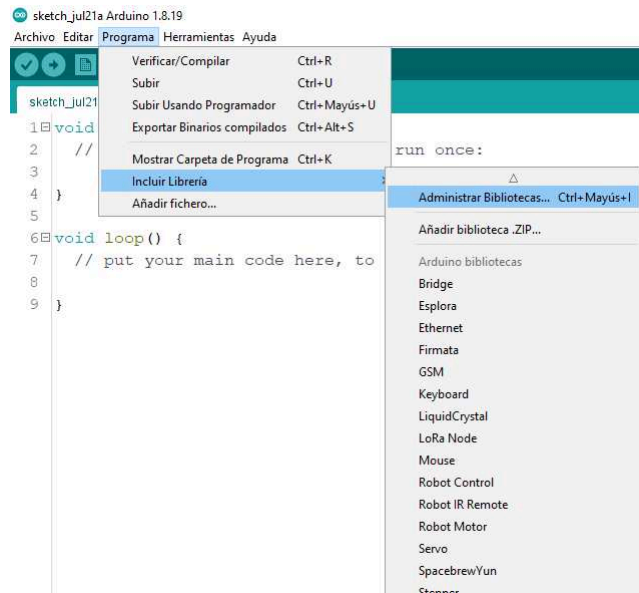 sketch_jul21a Arduino 1.8.19
Archivo Editar Programa Herramientas Ayuda
sketch_jul21
Verificar/Compilar Ctrl+R
Subir Ctrl+U
Subir Usando Programador Ctrl+Mayús+U
Exportar Binarios compilados Ctrl+Alt+S
Mostrar Carpeta de Programa Ctrl+K
Incluir Librería
Añadir fichero...
1 void
2 // run once:
3
4 }
5
6 void loop() {
7 // put your main code here, to
8
9 }
Administrar Bibliotecas... Ctrl+Mayús+I
Añadir biblioteca .ZIP...
Arduino bibliotecas
Bridge
Esplora
Ethernet
Firmata
GSM
Keyboard
LiquidCrystal
LoRa Node
Mouse
Robot Control
Robot IR Remote
Robot Motor
Servo
SpacebrewYun
Stepper